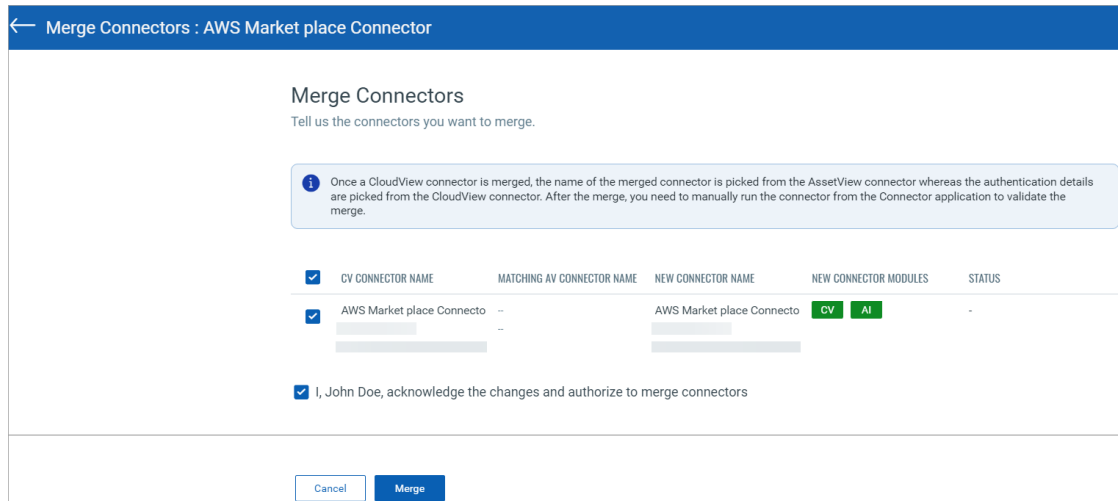 Merge Connectors : AWS Market place Connector
Merge Connectors
Tell us the connectors you want to merge.
Once a CloudView connector is merged, the name of the merged connector is picked from the AssetView connector whereas the authentication details
are picked from the CloudView connector. After the merge, you need to manually run the connector from the Connector application to validate the
merge.
CV CONNECTOR NAME MATCHING AV CONNECTOR NAME NEW CONNECTOR NAME NEW CONNECTOR MODULES STATUS
AWS Market place Connecto -- AWS Market place Connecto CV AI -
--
I, John Doe, acknowledge the changes and authorize to merge connectors
Cancel Merge